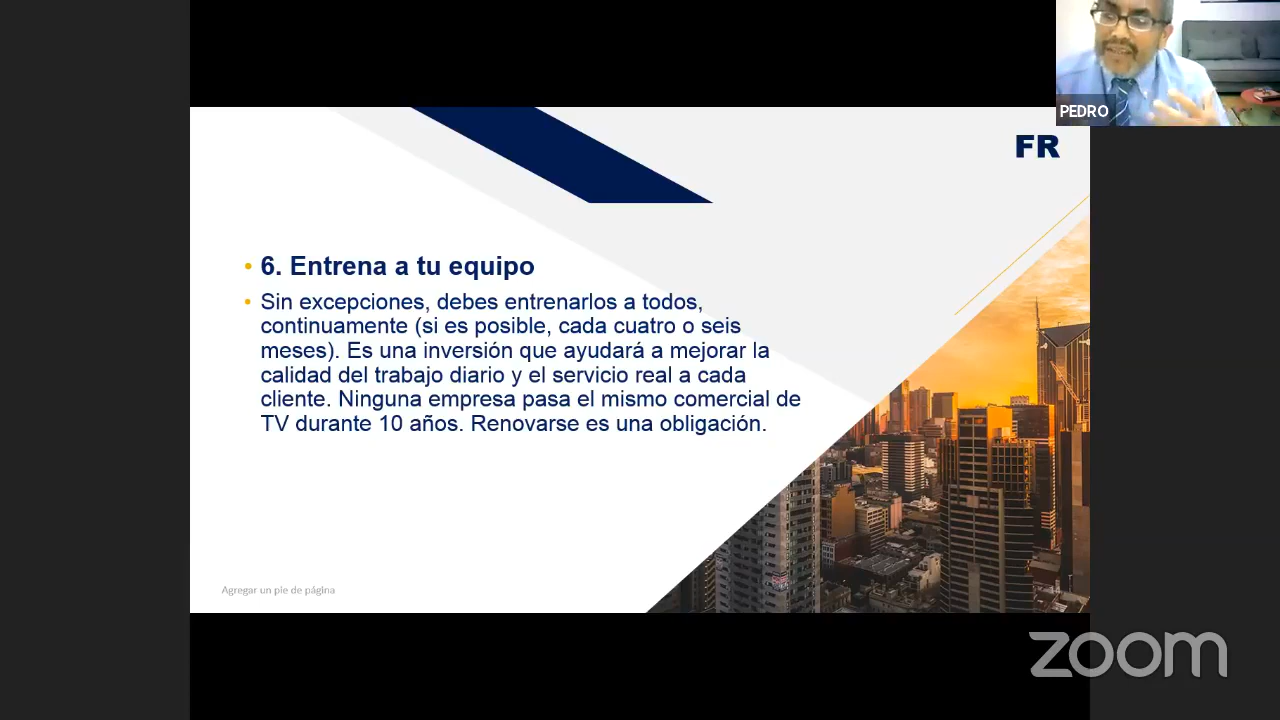 PEDRO
FR
• 6. Entrena a tu equipo
• Sin excepciones, debes entrenarlos a todos,
continuamente (si es posible, cada cuatro o seis
meses). Es una inversión que ayudará a mejorar la
calidad del trabajo diario y el servicio real a cada
cliente. Ninguna empresa pasa el mismo comercial de
TV durante 10 años. Renovarse es una obligación.
Agregar un pie de página
zoom